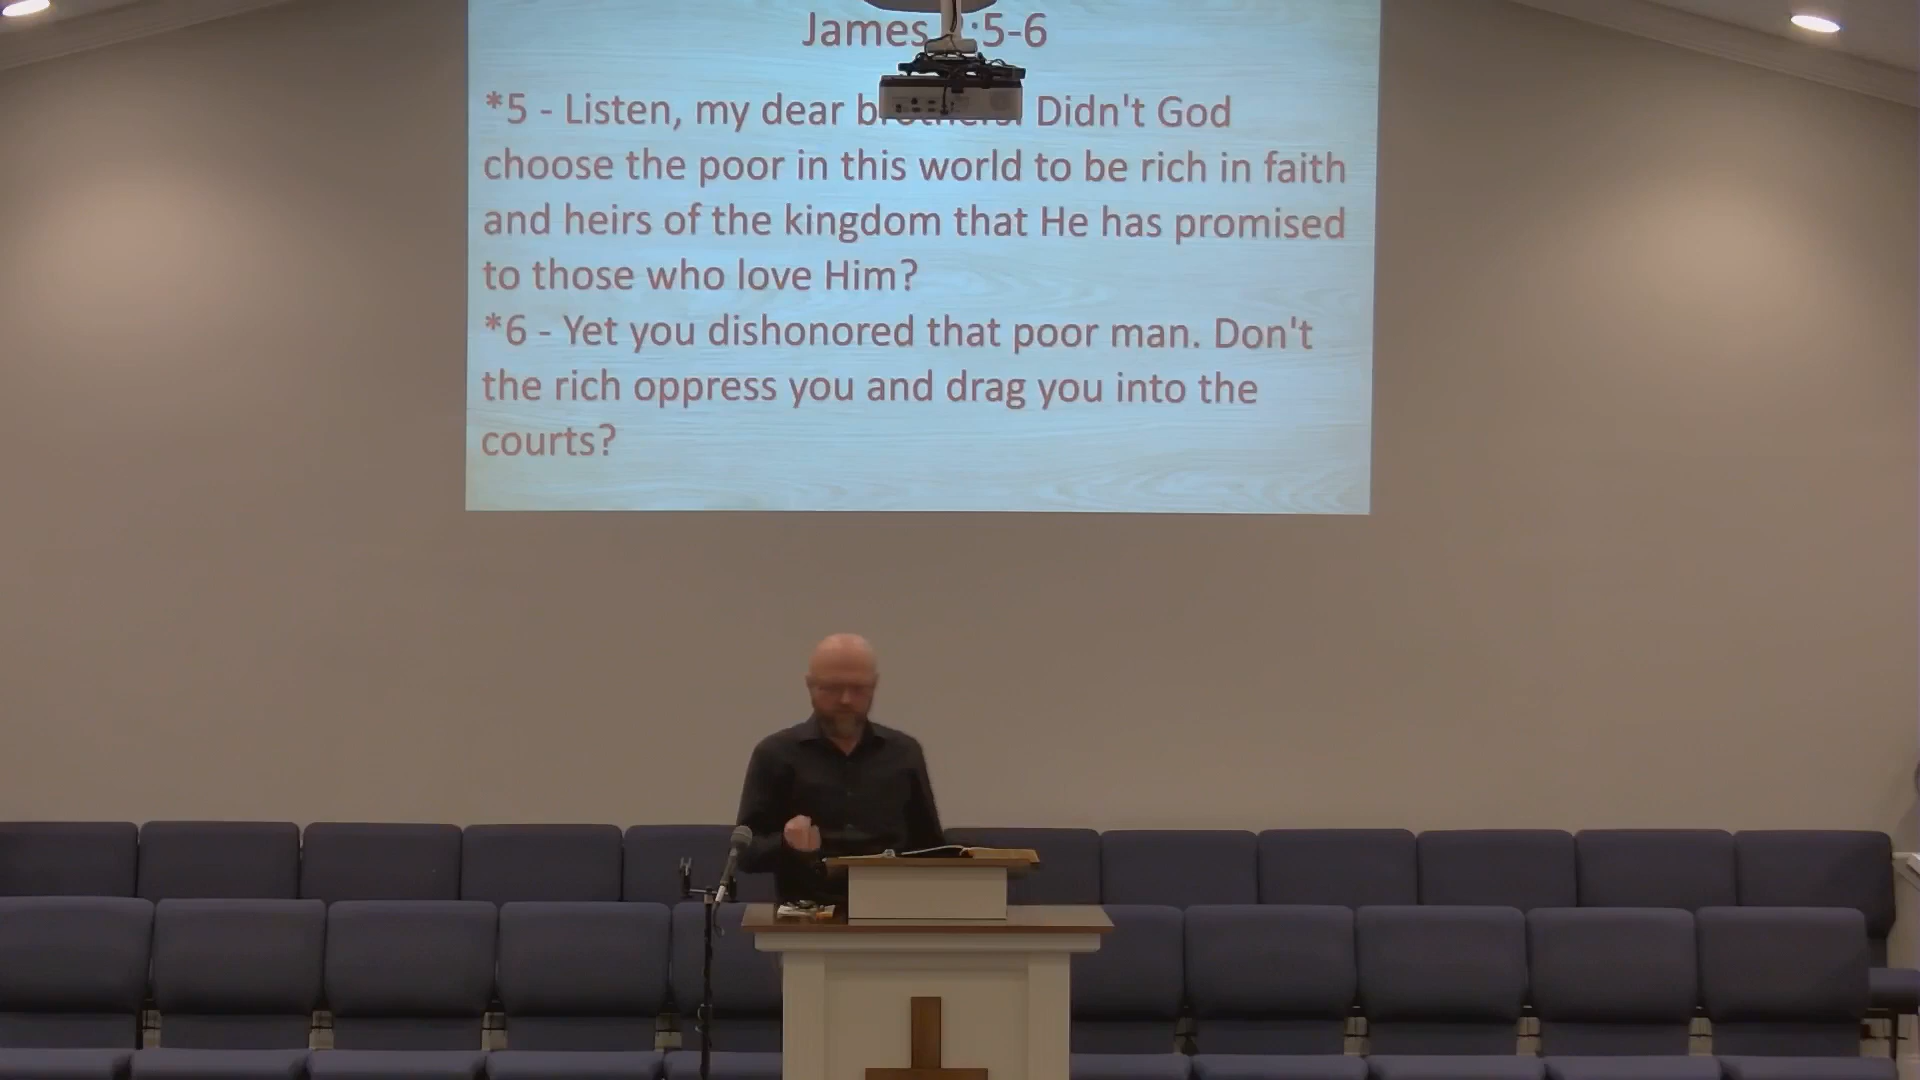 James :5-6
*5 - Listen, my dear brothers! Didn't God
choose the poor in this world to be rich in faith
and heirs of the kingdom that He has promised
to those who love Him?
*6 - Yet you dishonored that poor man. Don't
the rich oppress you and drag you into the
courts?